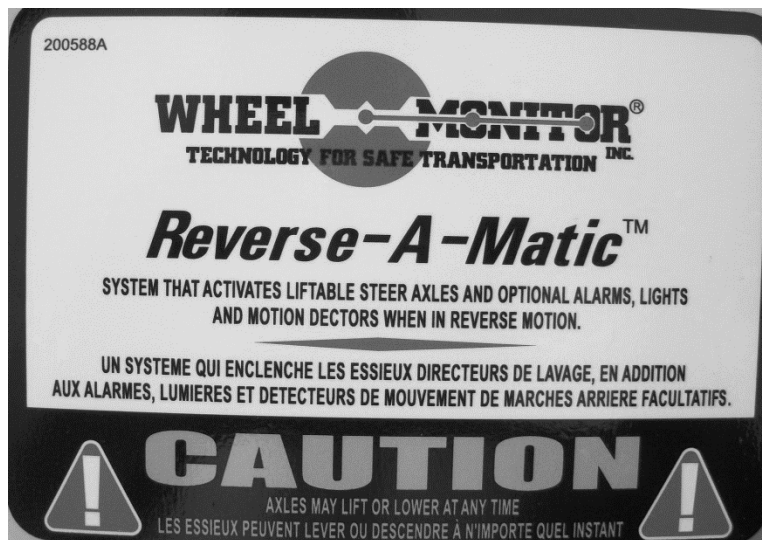 200588A
WHEEL MONITOR® INC.
TECHNOLOGY FOR SAFE TRANSPORTATION
Reverse-A-Matic™
SYSTEM THAT ACTIVATES LIFTABLE STEER AXLES AND OPTIONAL ALARMS, LIGHTS
AND MOTION DECTORS WHEN IN REVERSE MOTION.
UN SYSTEME QUI ENCLENCHE LES ESSIEUX DIRECTEURS DE LAVAGE, EN ADDITION
AUX ALARMES, LUMIERES ET DETECTEURS DE MOUVEMENT DE MARCHES ARRIERE FACULTATIFS.
CAUTION
AXLES MAY LIFT OR LOWER AT ANY TIME
LES ESSIEUX PEUVENT LEVER OU DESCENDRE À N'IMPORTE QUEL INSTANT